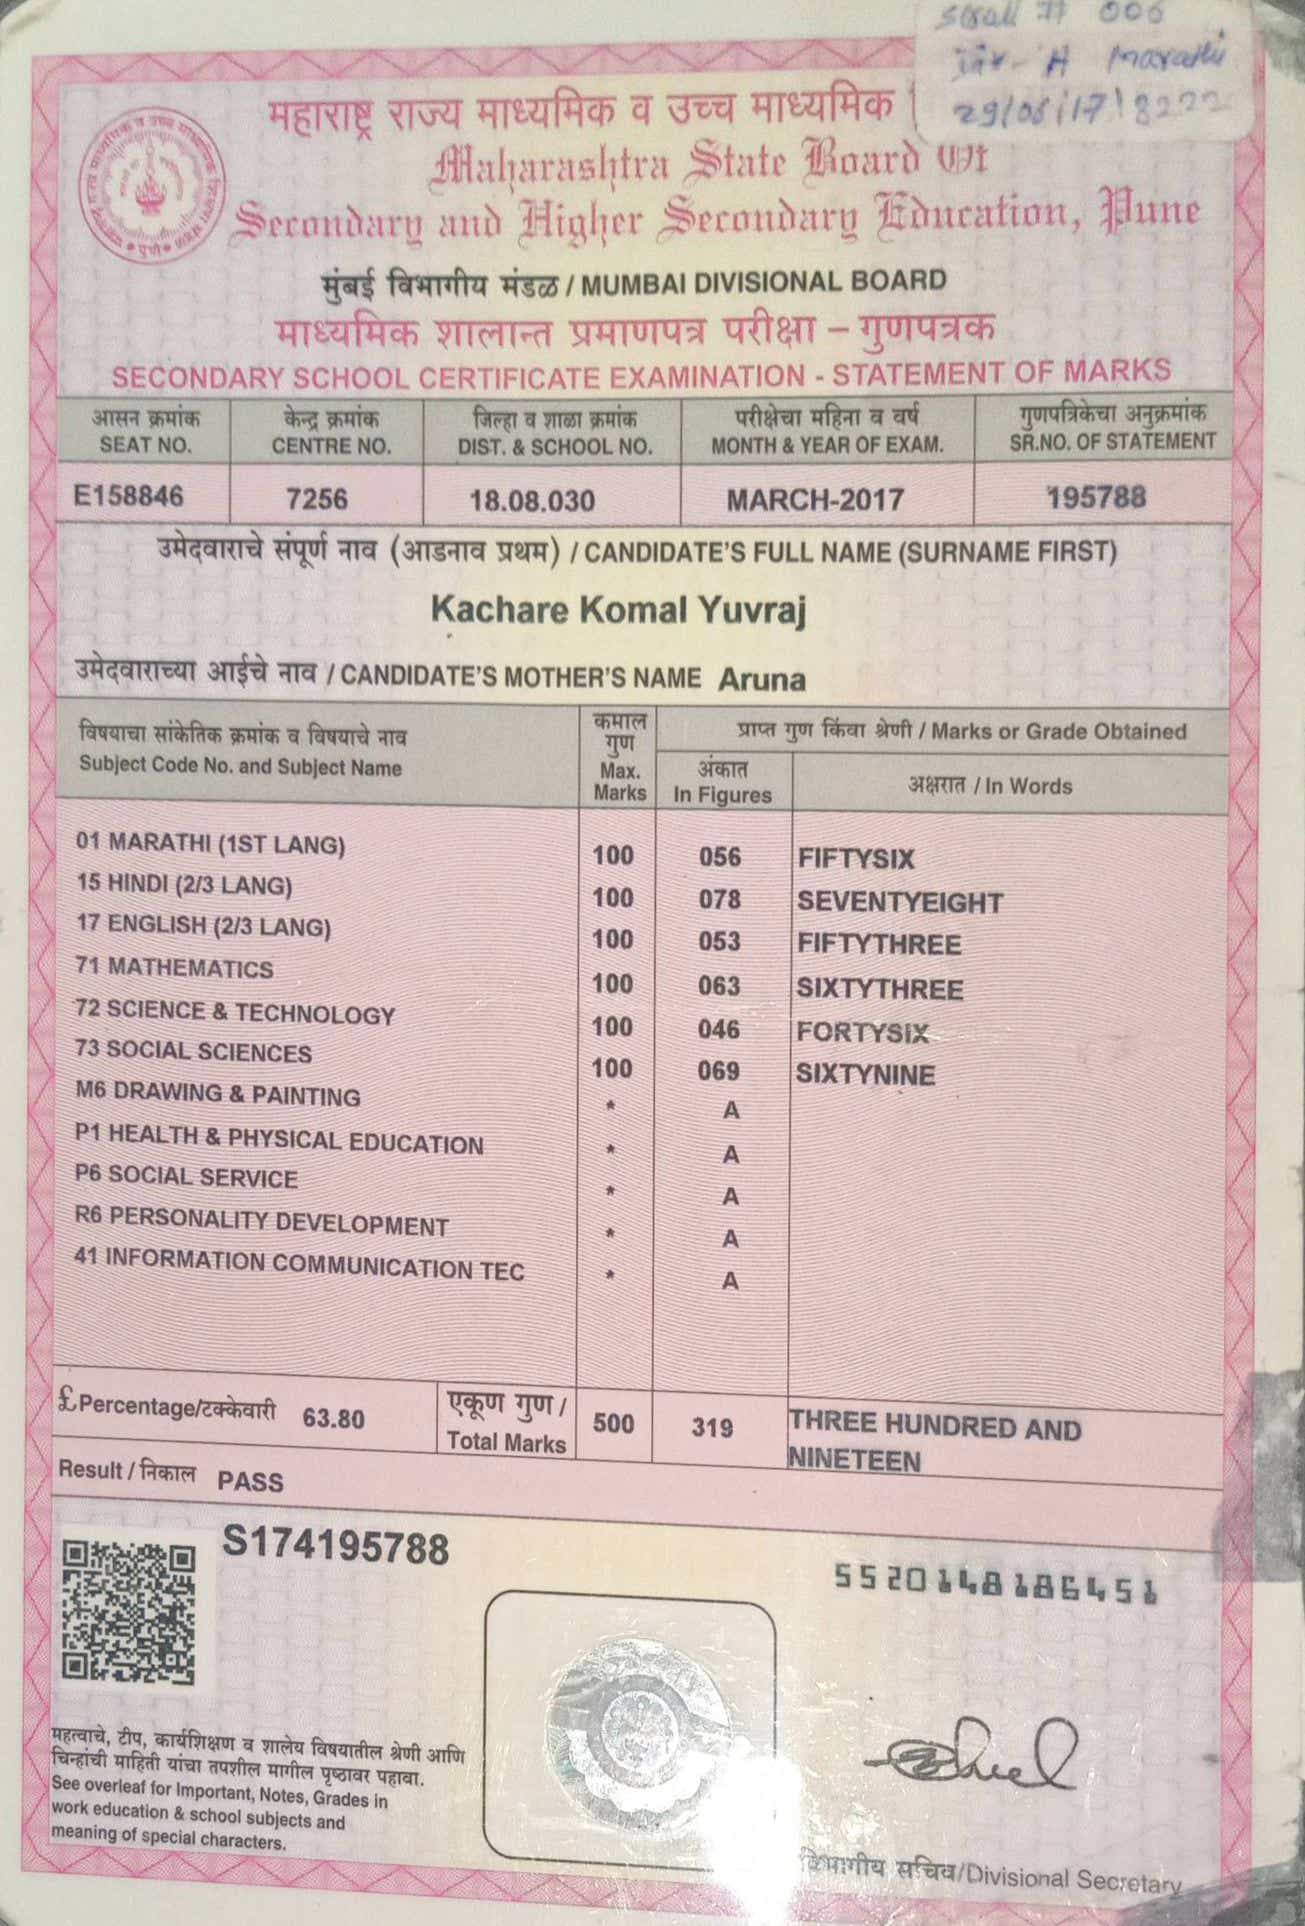 006
Marathi
महाराष्ट्र राज्य माध्यमिक व उच्च माध्यमिक
Maharashtra State Board Of
Secondary and Higher Secondary Education, Pune
मुंबई विभागीय मंडळ / MUMBAI DIVISIONAL BOARD
माध्यमिक शालान्त प्रमाणपत्र परीक्षा – गुणपत्रक
SECONDARY SCHOOL CERTIFICATE EXAMINATION - STATEMENT OF MARKS
आसन क्रमांक केन्द्र क्रमांक जिल्हा व शाळा क्रमांक परीक्षेचा महिना व वर्ष गुणपत्रिकेचा अनुक्रमांक
SEAT NO. CENTRE NO. DIST. & SCHOOL NO. MONTH & YEAR OF EXAM. SR.NO. OF STATEMENT
E158846 7256 18.08.030 MARCH-2017 195788
उमेदवाराचे संपूर्ण नाव (आडनाव प्रथम) / CANDIDATE'S FULL NAME (SURNAME FIRST)
Kachare Komal Yuvraj
उमेदवाराच्या आईचे नाव / CANDIDATE'S MOTHER'S NAME Aruna
विषयाचा सांकेतिक क्रमांक व विषयाचे नाव
Subject Code No. and Subject Name
कमाल
गुण
Max.
Marks
प्राप्त गुण किंवा श्रेणी / Marks or Grade Obtained
अंकात
In Figures
अक्षरात / In Words
01 MARATHI (1ST LANG) 100 056 FIFTYSIX
15 HINDI (2/3 LANG) 100 078 SEVENTYEIGHT
17 ENGLISH (2/3 LANG) 100 053 FIFTYTHREE
71 MATHEMATICS 100 063 SIXTYTHREE
72 SCIENCE & TECHNOLOGY 100 046 FORTYSIX
73 SOCIAL SCIENCES 100 069 SIXTYNINE
M6 DRAWING & PAINTING * A
P1 HEALTH & PHYSICAL EDUCATION * A
P6 SOCIAL SERVICE * A
R6 PERSONALITY DEVELOPMENT * A
41 INFORMATION COMMUNICATION TEC * A
£ Percentage/टक्केवारी 63.80
एकूण गुण /
Total Marks
500 319 THREE HUNDRED AND
NINETEEN
Result / निकाल PASS
S174195788
5520148186451
महत्वाचे, टीप, कार्यशिक्षण व शालेय विषयातील श्रेणी आणि
चिन्हांची माहिती यांचा तपशील मागील पृष्ठावर पहावा.
See overleaf for Important, Notes, Grades in
work education & school subjects and
meaning of special characters.
विभागीय सचिव/Divisional Secretary